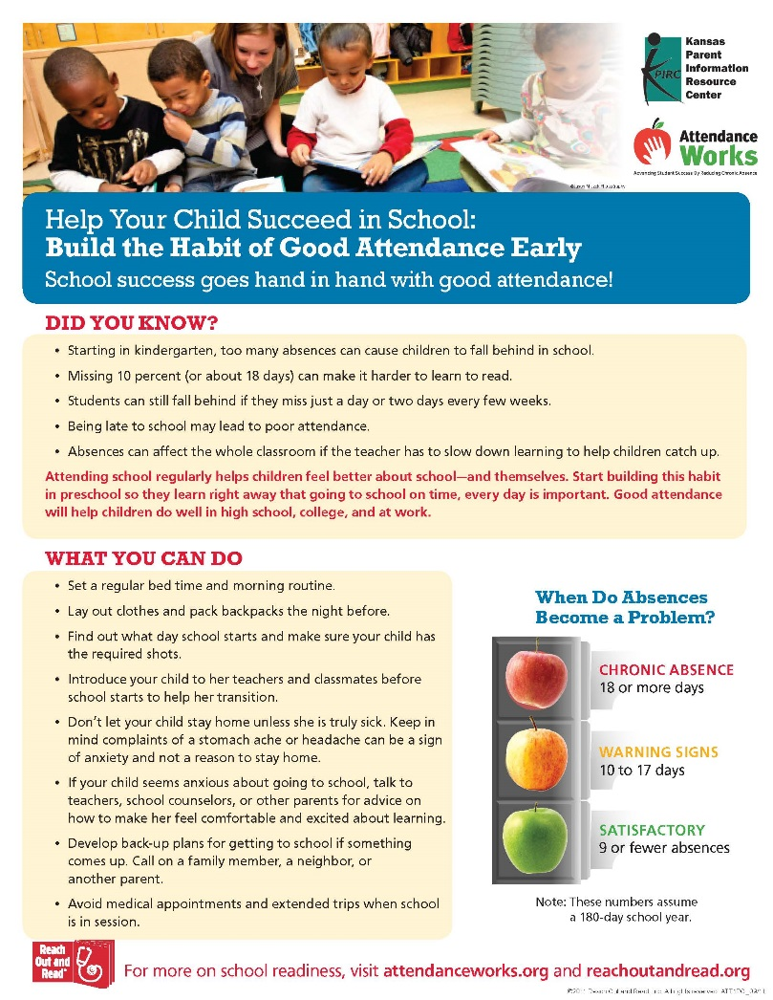 Kansas
Parent
Information
Resource
Center
KPIRC
Attendance
Works
Advancing Student Success By Reducing Chronic Absence
Help Your Child Succeed in School:
Build the Habit of Good Attendance Early
School success goes hand in hand with good attendance!
DID YOU KNOW?
• Starting in kindergarten, too many absences can cause children to fall behind in school.
• Missing 10 percent (or about 18 days) can make it harder to learn to read.
• Students can still fall behind if they miss just a day or two days every few weeks.
• Being late to school may lead to poor attendance.
• Absences can affect the whole classroom if the teacher has to slow down learning to help children catch up.
Attending school regularly helps children feel better about school—and themselves. Start building this habit
in preschool so they learn right away that going to school on time, every day is important. Good attendance
will help children do well in high school, college, and at work.
WHAT YOU CAN DO
• Set a regular bed time and morning routine.
• Lay out clothes and pack backpacks the night before.
• Find out what day school starts and make sure your child has
the required shots.
• Introduce your child to her teachers and classmates before
school starts to help her transition.
• Don't let your child stay home unless she is truly sick. Keep in
mind complaints of a stomach ache or headache can be a sign
of anxiety and not a reason to stay home.
• If your child seems anxious about going to school, talk to
teachers, school counselors, or other parents for advice on
how to make her feel comfortable and excited about learning.
• Develop back-up plans for getting to school if something
comes up. Call on a family member, a neighbor, or
another parent.
• Avoid medical appointments and extended trips when school
is in session.
When Do Absences
Become a Problem?
CHRONIC ABSENCE
18 or more days
WARNING SIGNS
10 to 17 days
SATISFACTORY
9 or fewer absences
Note: These numbers assume
a 180-day school year.
Reach
Out and
Read
For more on school readiness, visit attendanceworks.org and reachoutandread.org
Reach Out and Read, Inc. All rights reserved.